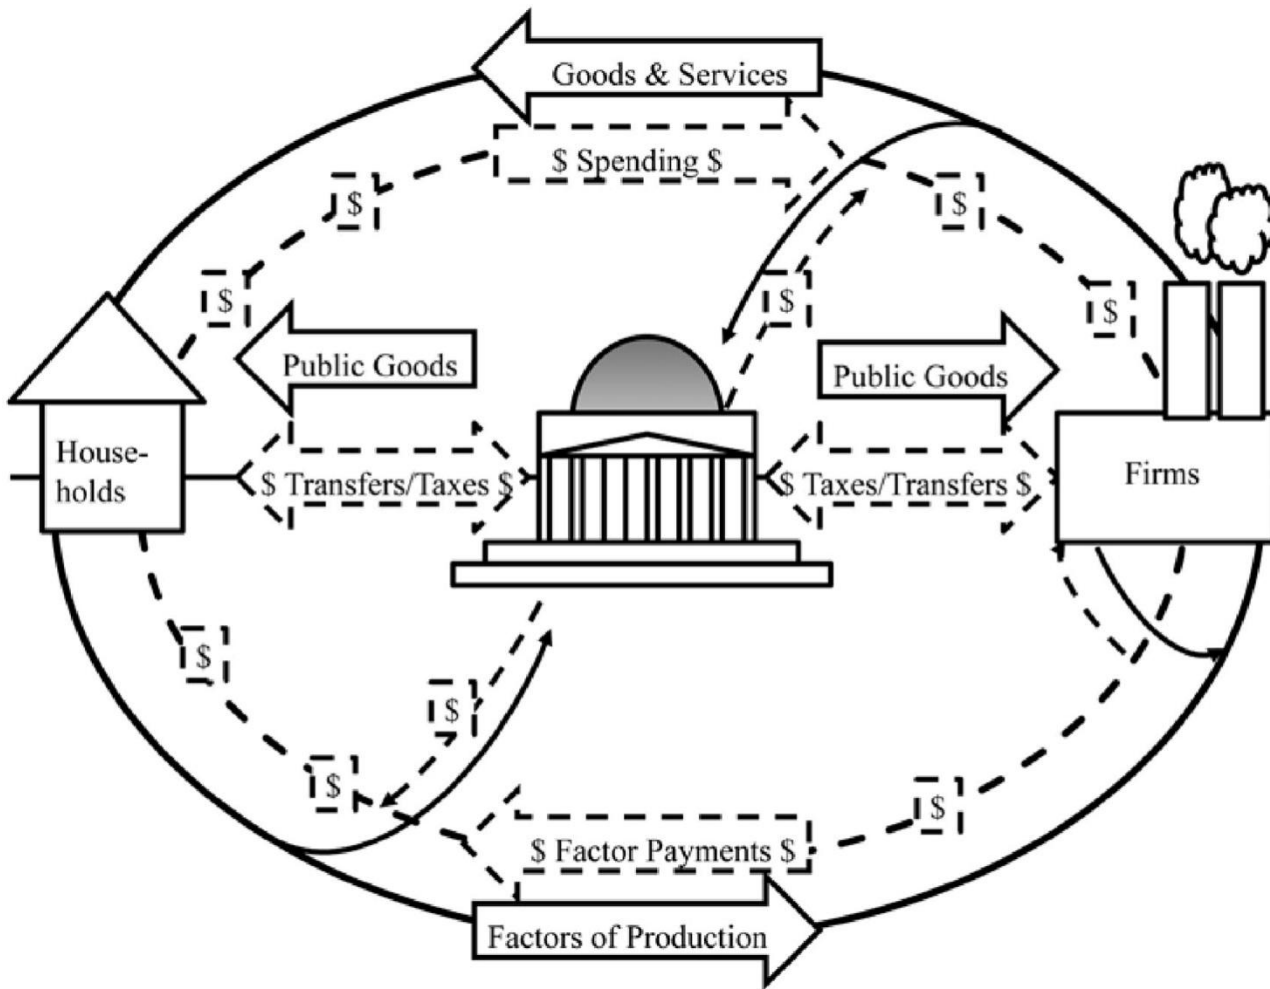 Goods & Services
$ Spending $
$
$
$
$
$
Public Goods
Public Goods
House-
holds
$ Transfers/Taxes $
$ Taxes/Transfers $
Firms
$
$
$
$
$ Factor Payments $
Factors of Production